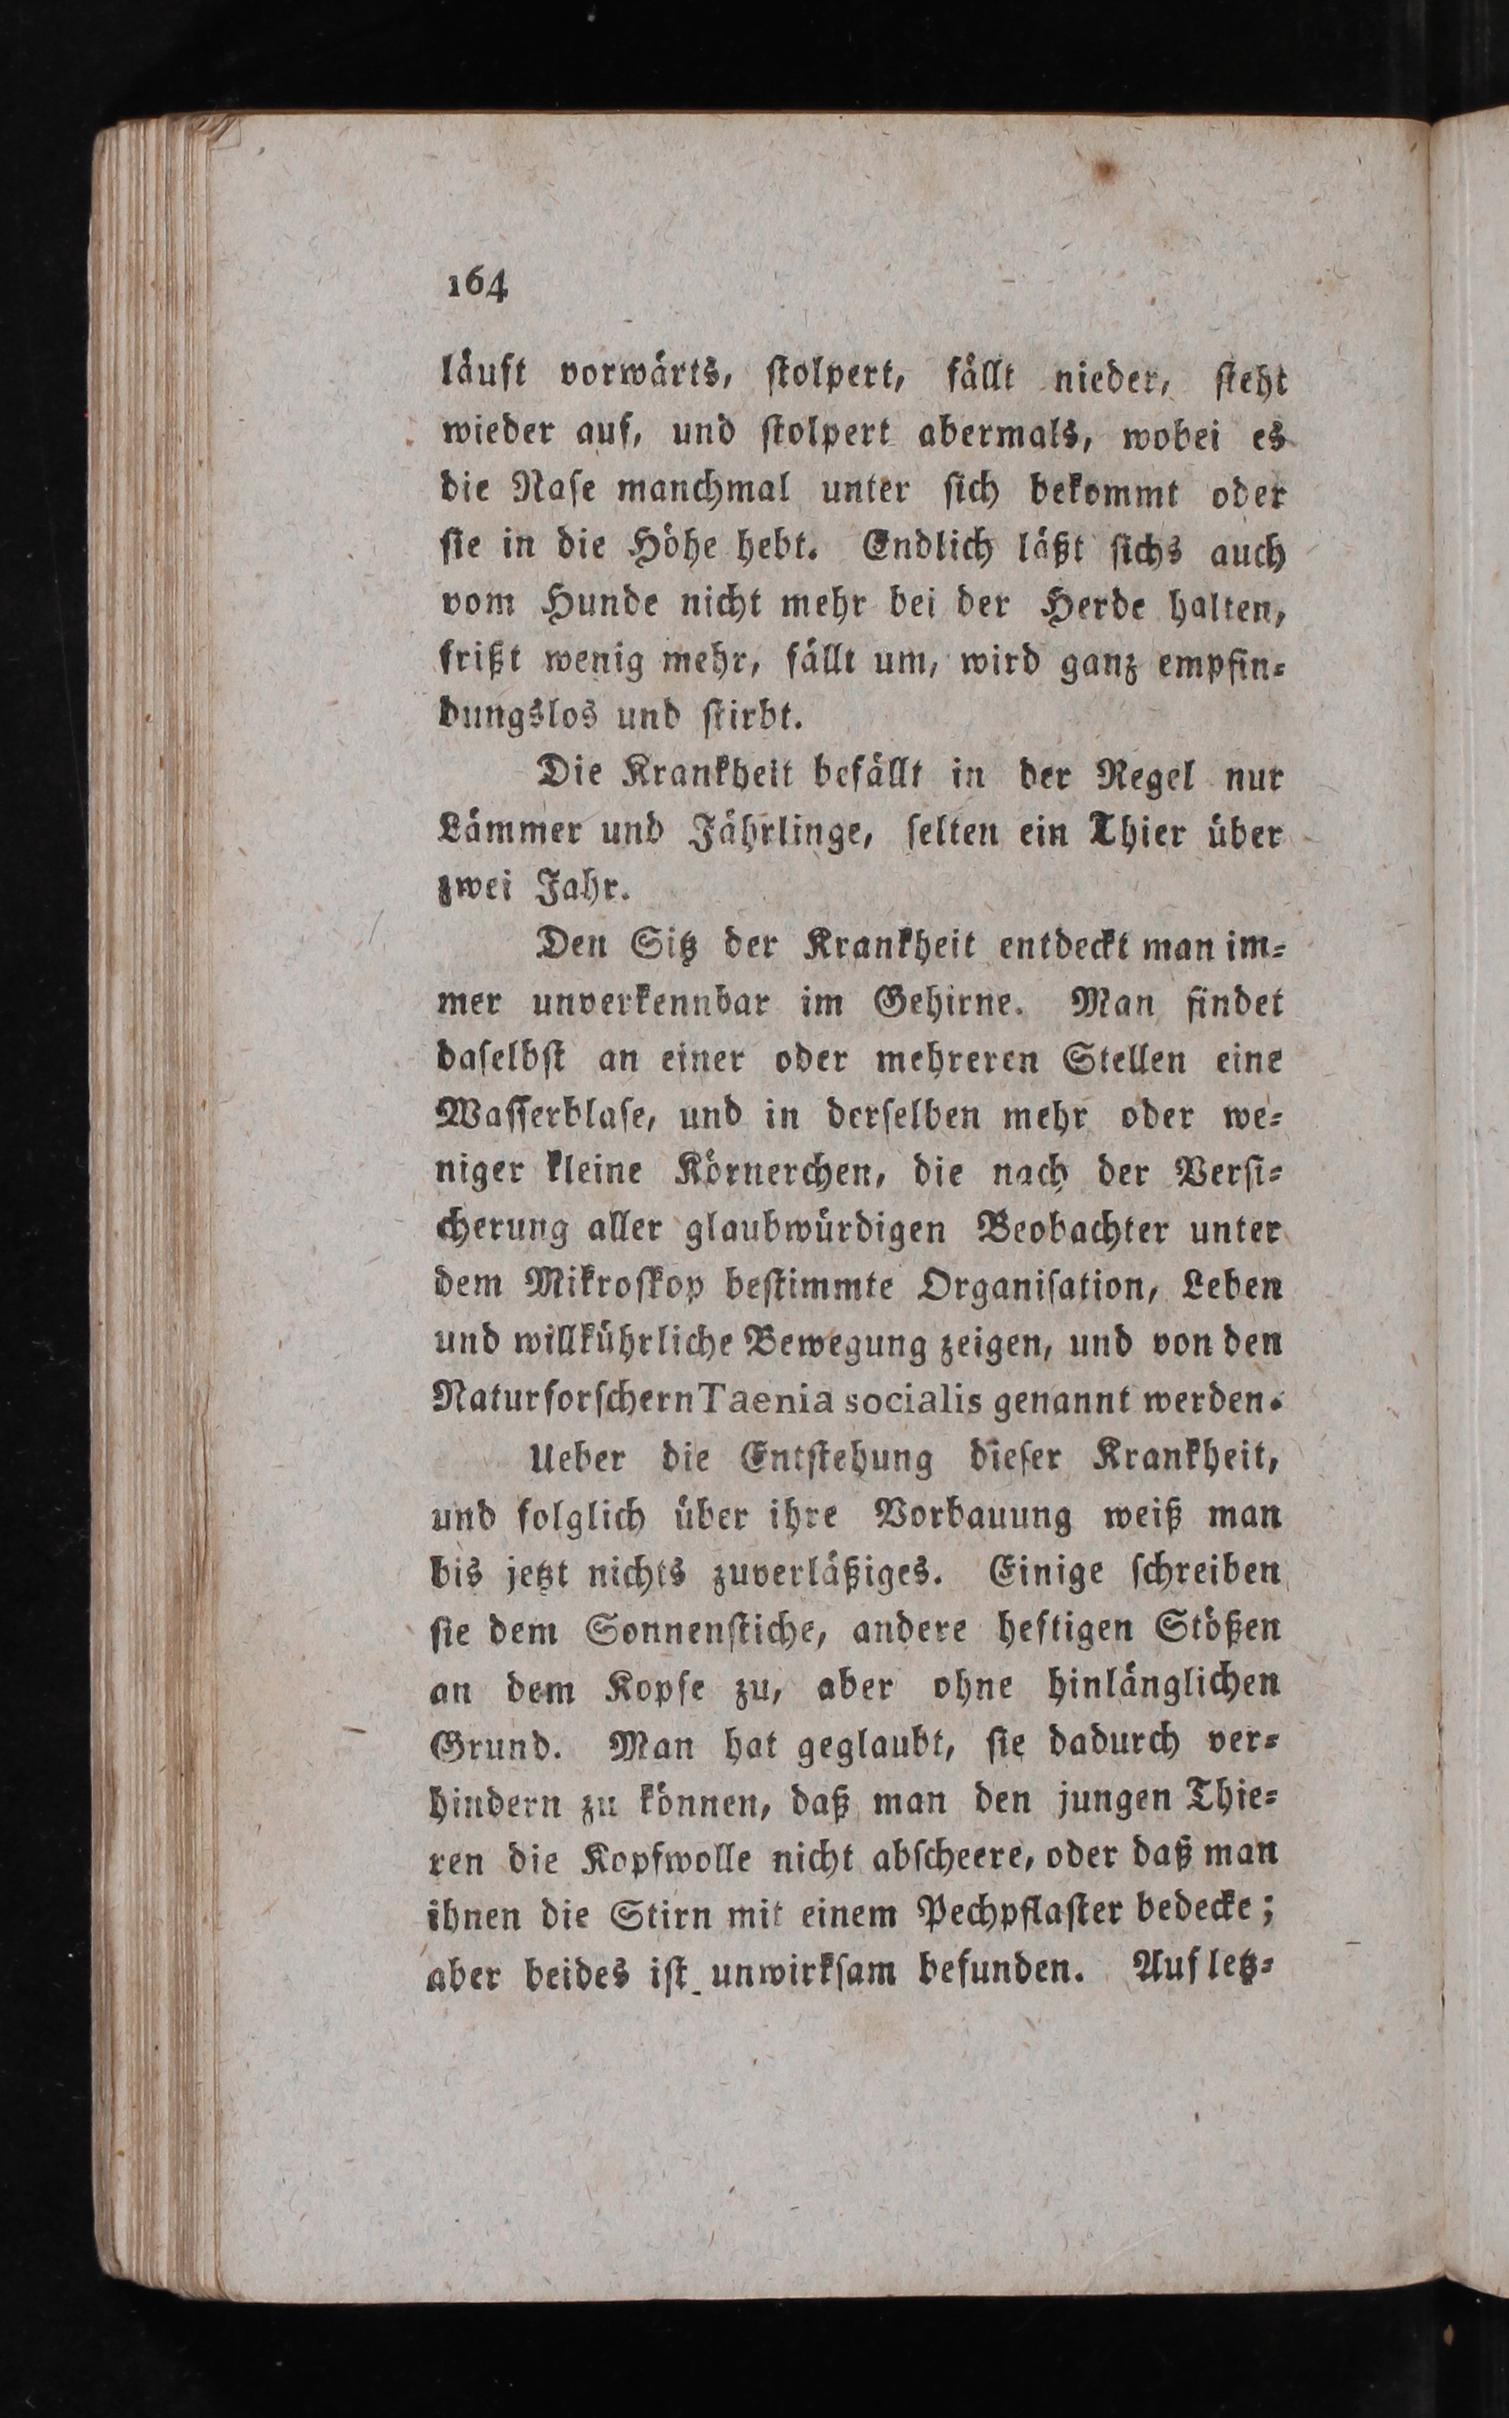 164
läuft vorwärts, ſtolpert, fällt nieder, ſteht
wieder auf, und ſtolpert abermals, wobei es
die Naſe manchmal unter ſich bekommt oder
ſie in die Höhe hebt. Endlich läßt ſichs auch
vom Hunde nicht mehr bei der Herde halten,
frißt wenig mehr, fällt um, wird ganz empfin⸗
dungslos und ſtirbt.
Die Krankheit befällt in der Regel nur
Lämmer und Jährlinge, ſelten ein Thier über
zwei Jahr.
Den Sitz der Krankheit entdeckt man im⸗
mer unverkennbar im Gehirne. Man findet
daſelbſt an einer oder mehreren Stellen eine
Waſſerblaſe, und in derſelben mehr oder we⸗
niger kleine Körnerchen, die nach der Verſi⸗
cherung aller glaubwürdigen Beobachter unter
dem Mikroſkop beſtimmte Organiſation, Leben
und willkührliche Bewegung zeigen, und von den
Naturforſchern Taenia socialis genannt werden.
Ueber die Entſtehung dieſer Krankheit,
und folglich über ihre Vorbauung weiß man
bis jetzt nichts zuverläßiges. Einige ſchreiben
ſie dem Sonnenſtiche, andere heftigen Stößen
an dem Kopfe zu, aber ohne hinlänglichen
Grund. Man hat geglaubt, ſie dadurch ver⸗
hindern zu können, daß man den jungen Thie⸗
ren die Kopfwolle nicht abſcheere, oder daß man
ihnen die Stirn mit einem Pechpflaſter bedecke;
aber beides iſt unwirkſam befunden. Auf letz⸗